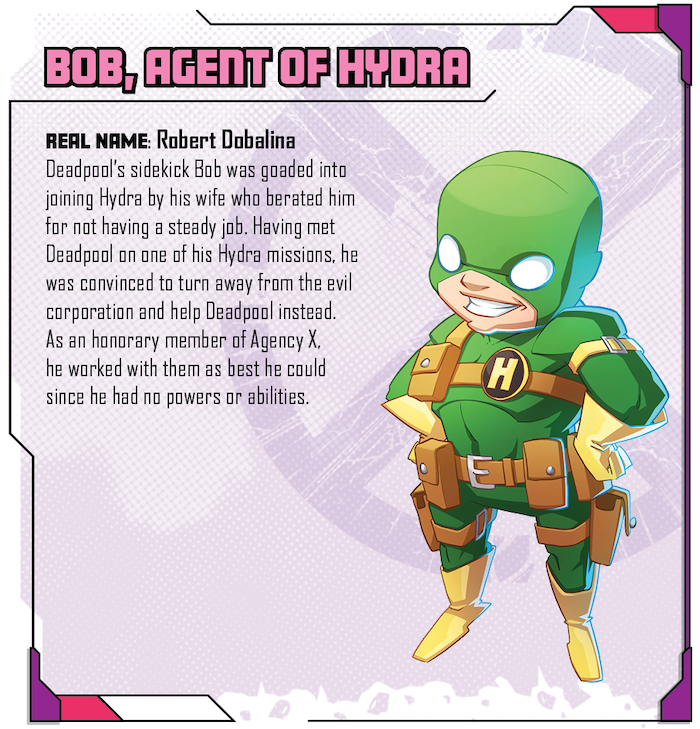 BOB, AGENT OF HYDRA
REAL NAME: Robert Dobalina
Deadpool's sidekick Bob was goaded into
joining Hydra by his wife who berated him
for not having a steady job. Having met
Deadpool on one of his Hydra missions, he
was convinced to turn away from the evil
corporation and help Deadpool instead.
As an honorary member of Agency X,
he worked with them as best he could
since he had no powers or abilities.
H